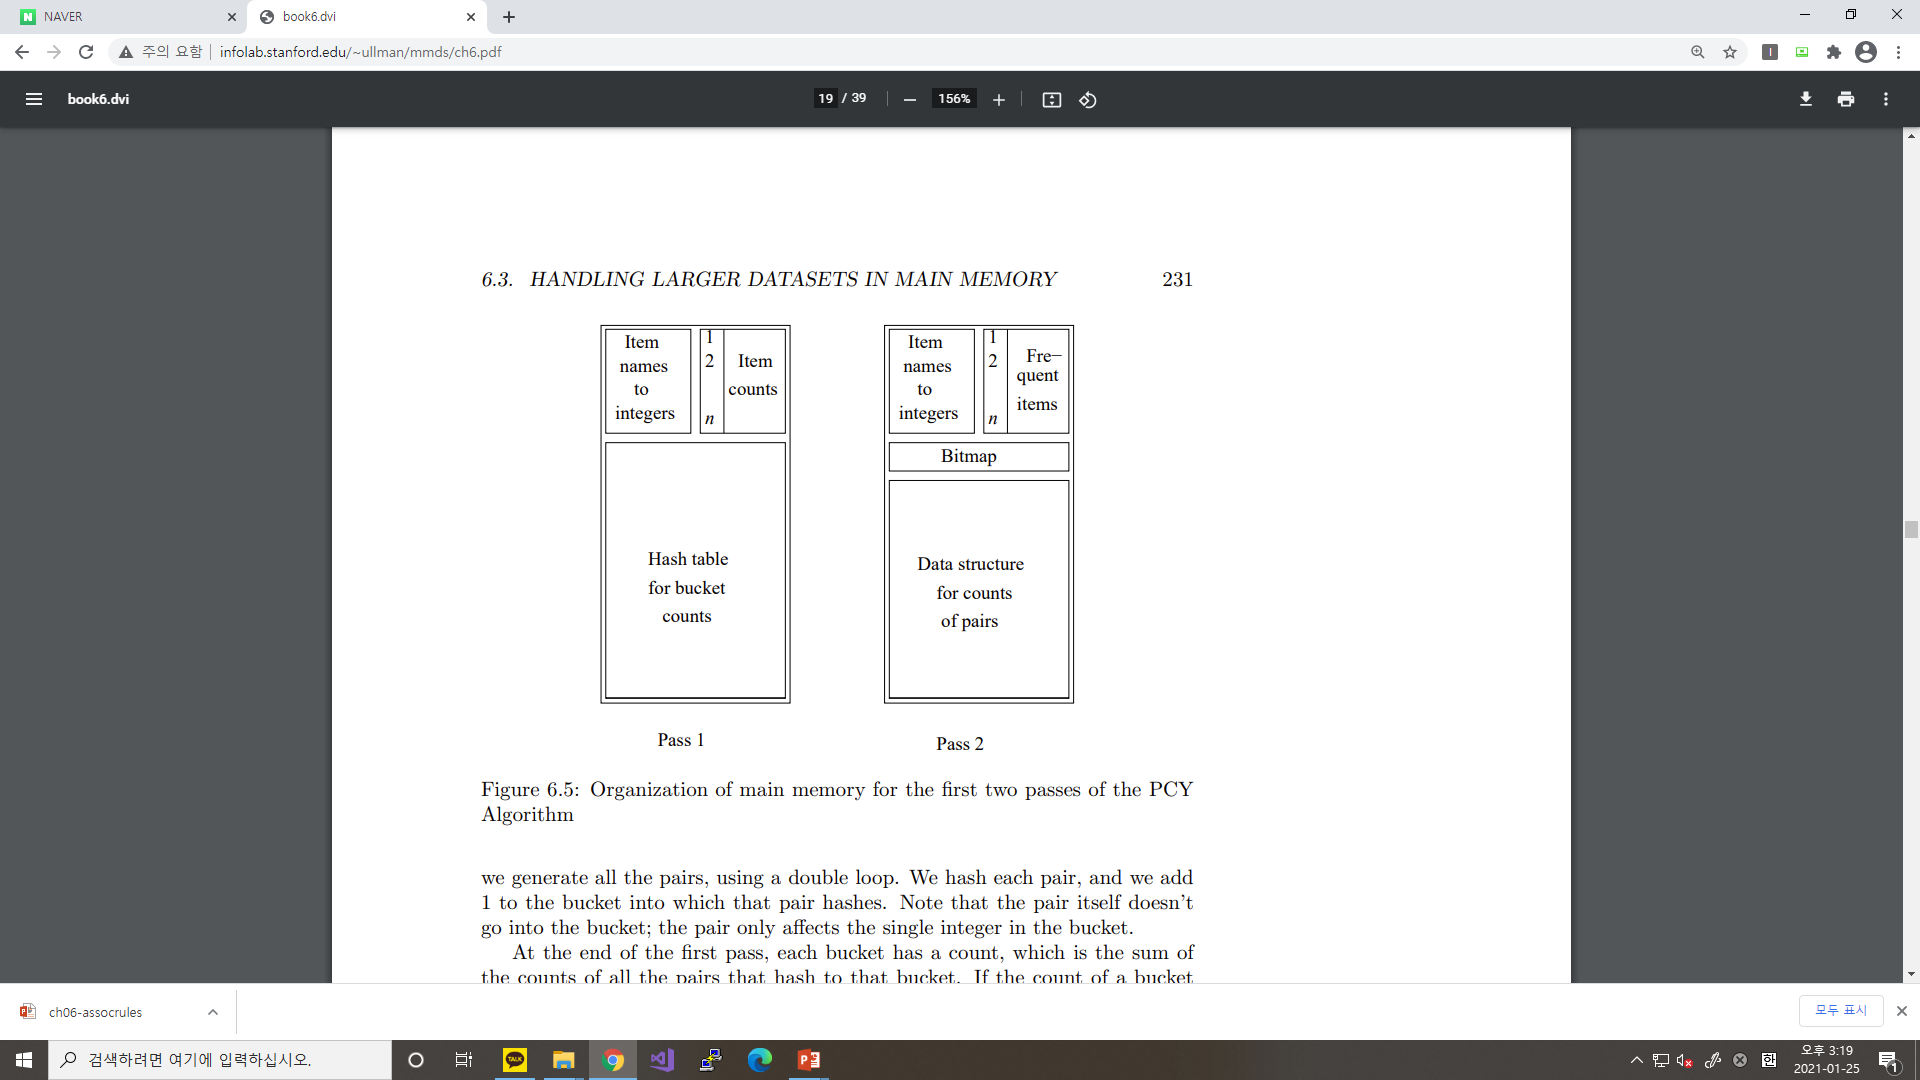 NAVER
book6.dvi
주의 요함
infolab.stanford.edu/~ullman/mmds/ch6.pdf
book6.dvi
19 / 39
156%
6.3. HANDLING LARGER DATASETS IN MAIN MEMORY 231
Item
names
to
integers
1
2
n
Item
counts
Hash table
for bucket
counts
Pass 1
Item
names
to
integers
1
2
n
Fre–
quent
items
Bitmap
Data structure
for counts
of pairs
Pass 2
Figure 6.5: Organization of main memory for the first two passes of the PCY
Algorithm
we generate all the pairs, using a double loop. We hash each pair, and we add
1 to the bucket into which that pair hashes. Note that the pair itself doesn't
go into the bucket; the pair only affects the single integer in the bucket.
At the end of the first pass, each bucket has a count, which is the sum of
the counts of all the pairs that hash to that bucket. If the count of a bucket
ch06-assocrules
모두 표시
검색하려면 여기에 입력하십시오.
TALK
한
오후 3:19
2021-01-25
1